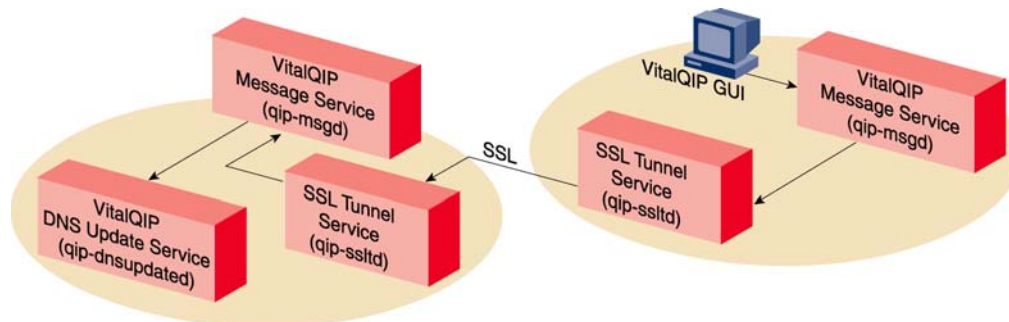 VitalQIP
Message Service
(qip-msgd)
VitalQIP
DNS Update Service
(qip-dnsupdated)
SSL Tunnel
Service
(qip-ssltd)
SSL
VitalQIP GUI
VitalQIP
Message Service
(qip-msgd)
SSL Tunnel
Service
(qip-ssltd)